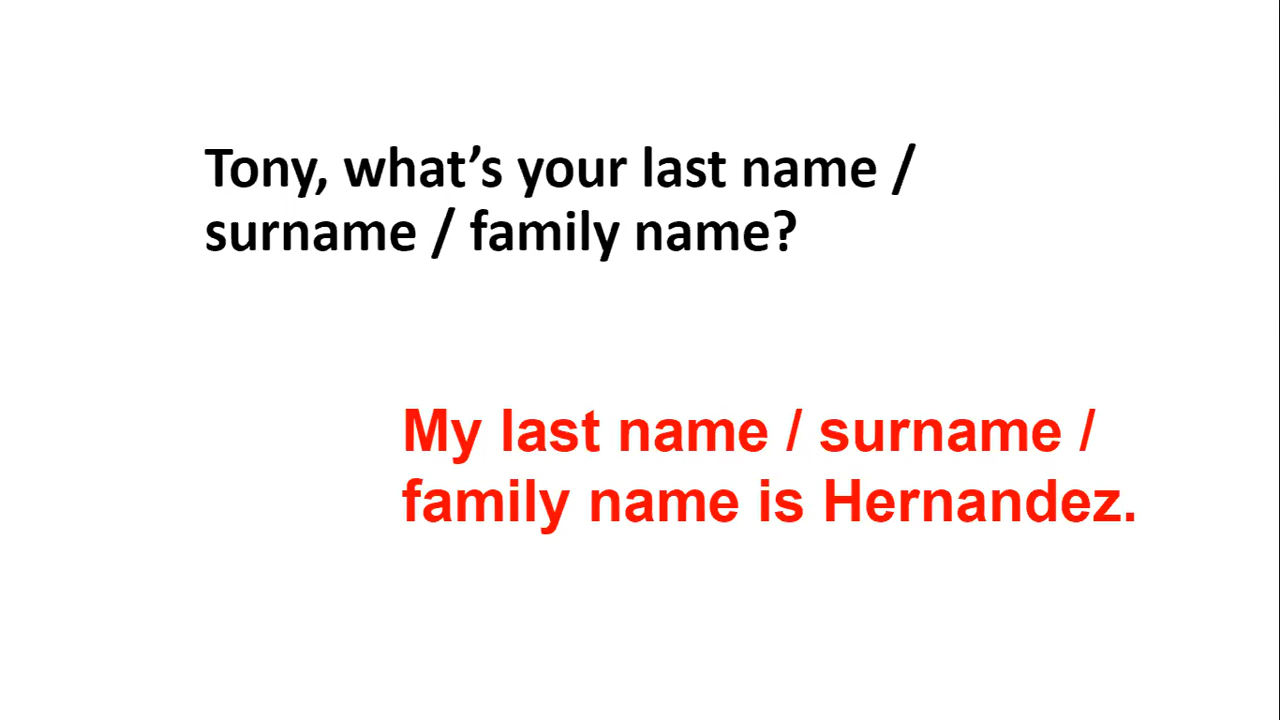 Tony, what’s your last name /
surname / family name?
My last name / surname /
family name is Hernandez.